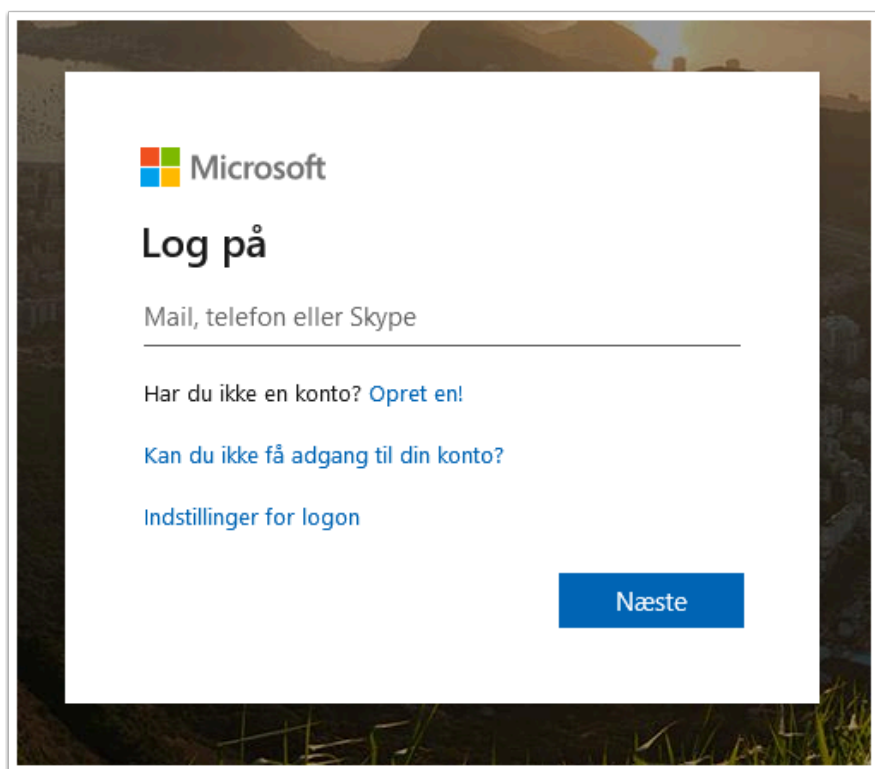 Microsoft
Log på
Mail, telefon eller Skype
Har du ikke en konto? Opret en!
Kan du ikke få adgang til din konto?
Indstillinger for logon
Næste